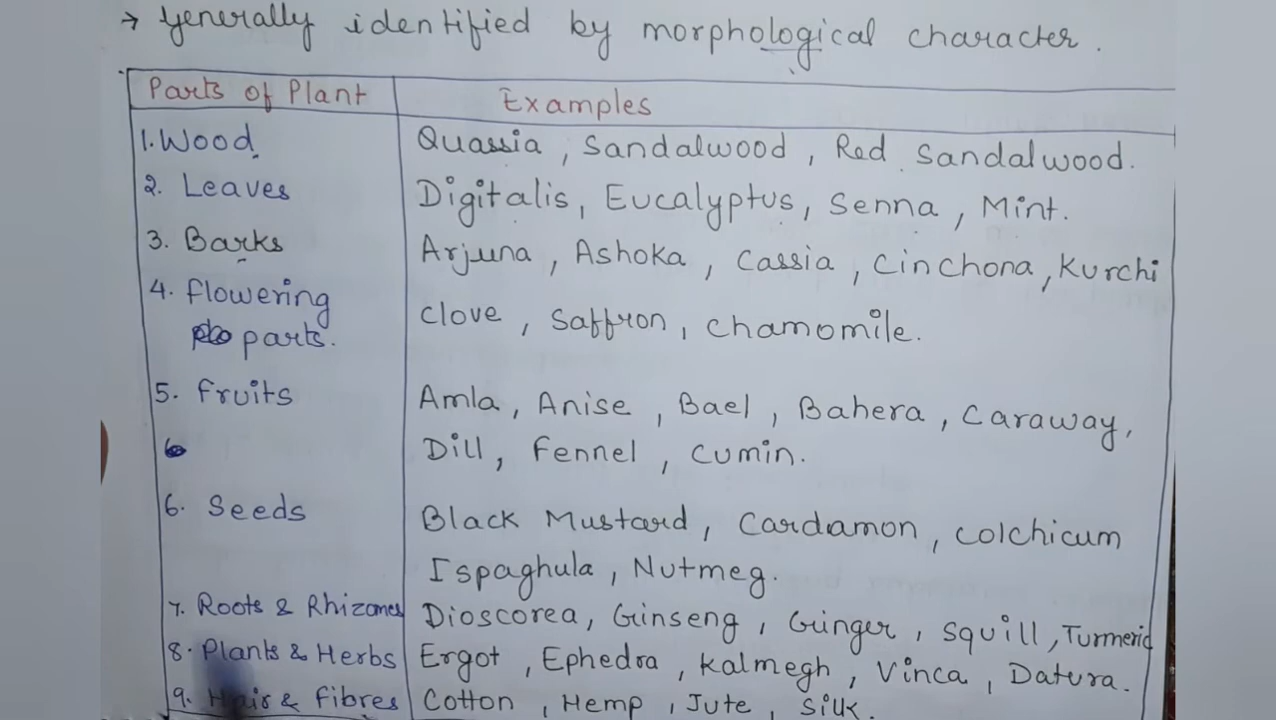 → Generally identified by morphological character.
Parts of Plant Examples
1. Wood Quassia, Sandalwood, Red Sandalwood.
2. Leaves Digitalis, Eucalyptus, Senna, Mint.
3. Barks Arjuna, Ashoka, Cassia, Cinchona, Kurchi
4. flowering
parts. clove, Saffron, chamomile.
5. fruits Amla, Anise, Bael, Bahera, Caraway,
Dill, Fennel, Cumin.
6. Seeds Black Mustard, Cardamon, Colchicum
Ispaghula, Nutmeg.
7. Roots & Rhizomes Dioscorea, Ginseng, Ginger, Squill, Turmeric
8. Plants & Herbs Ergot, Ephedra, Kalmegh, Vinca, Datura.
9. Hair & fibres Cotton, Hemp, Jute, Silk.